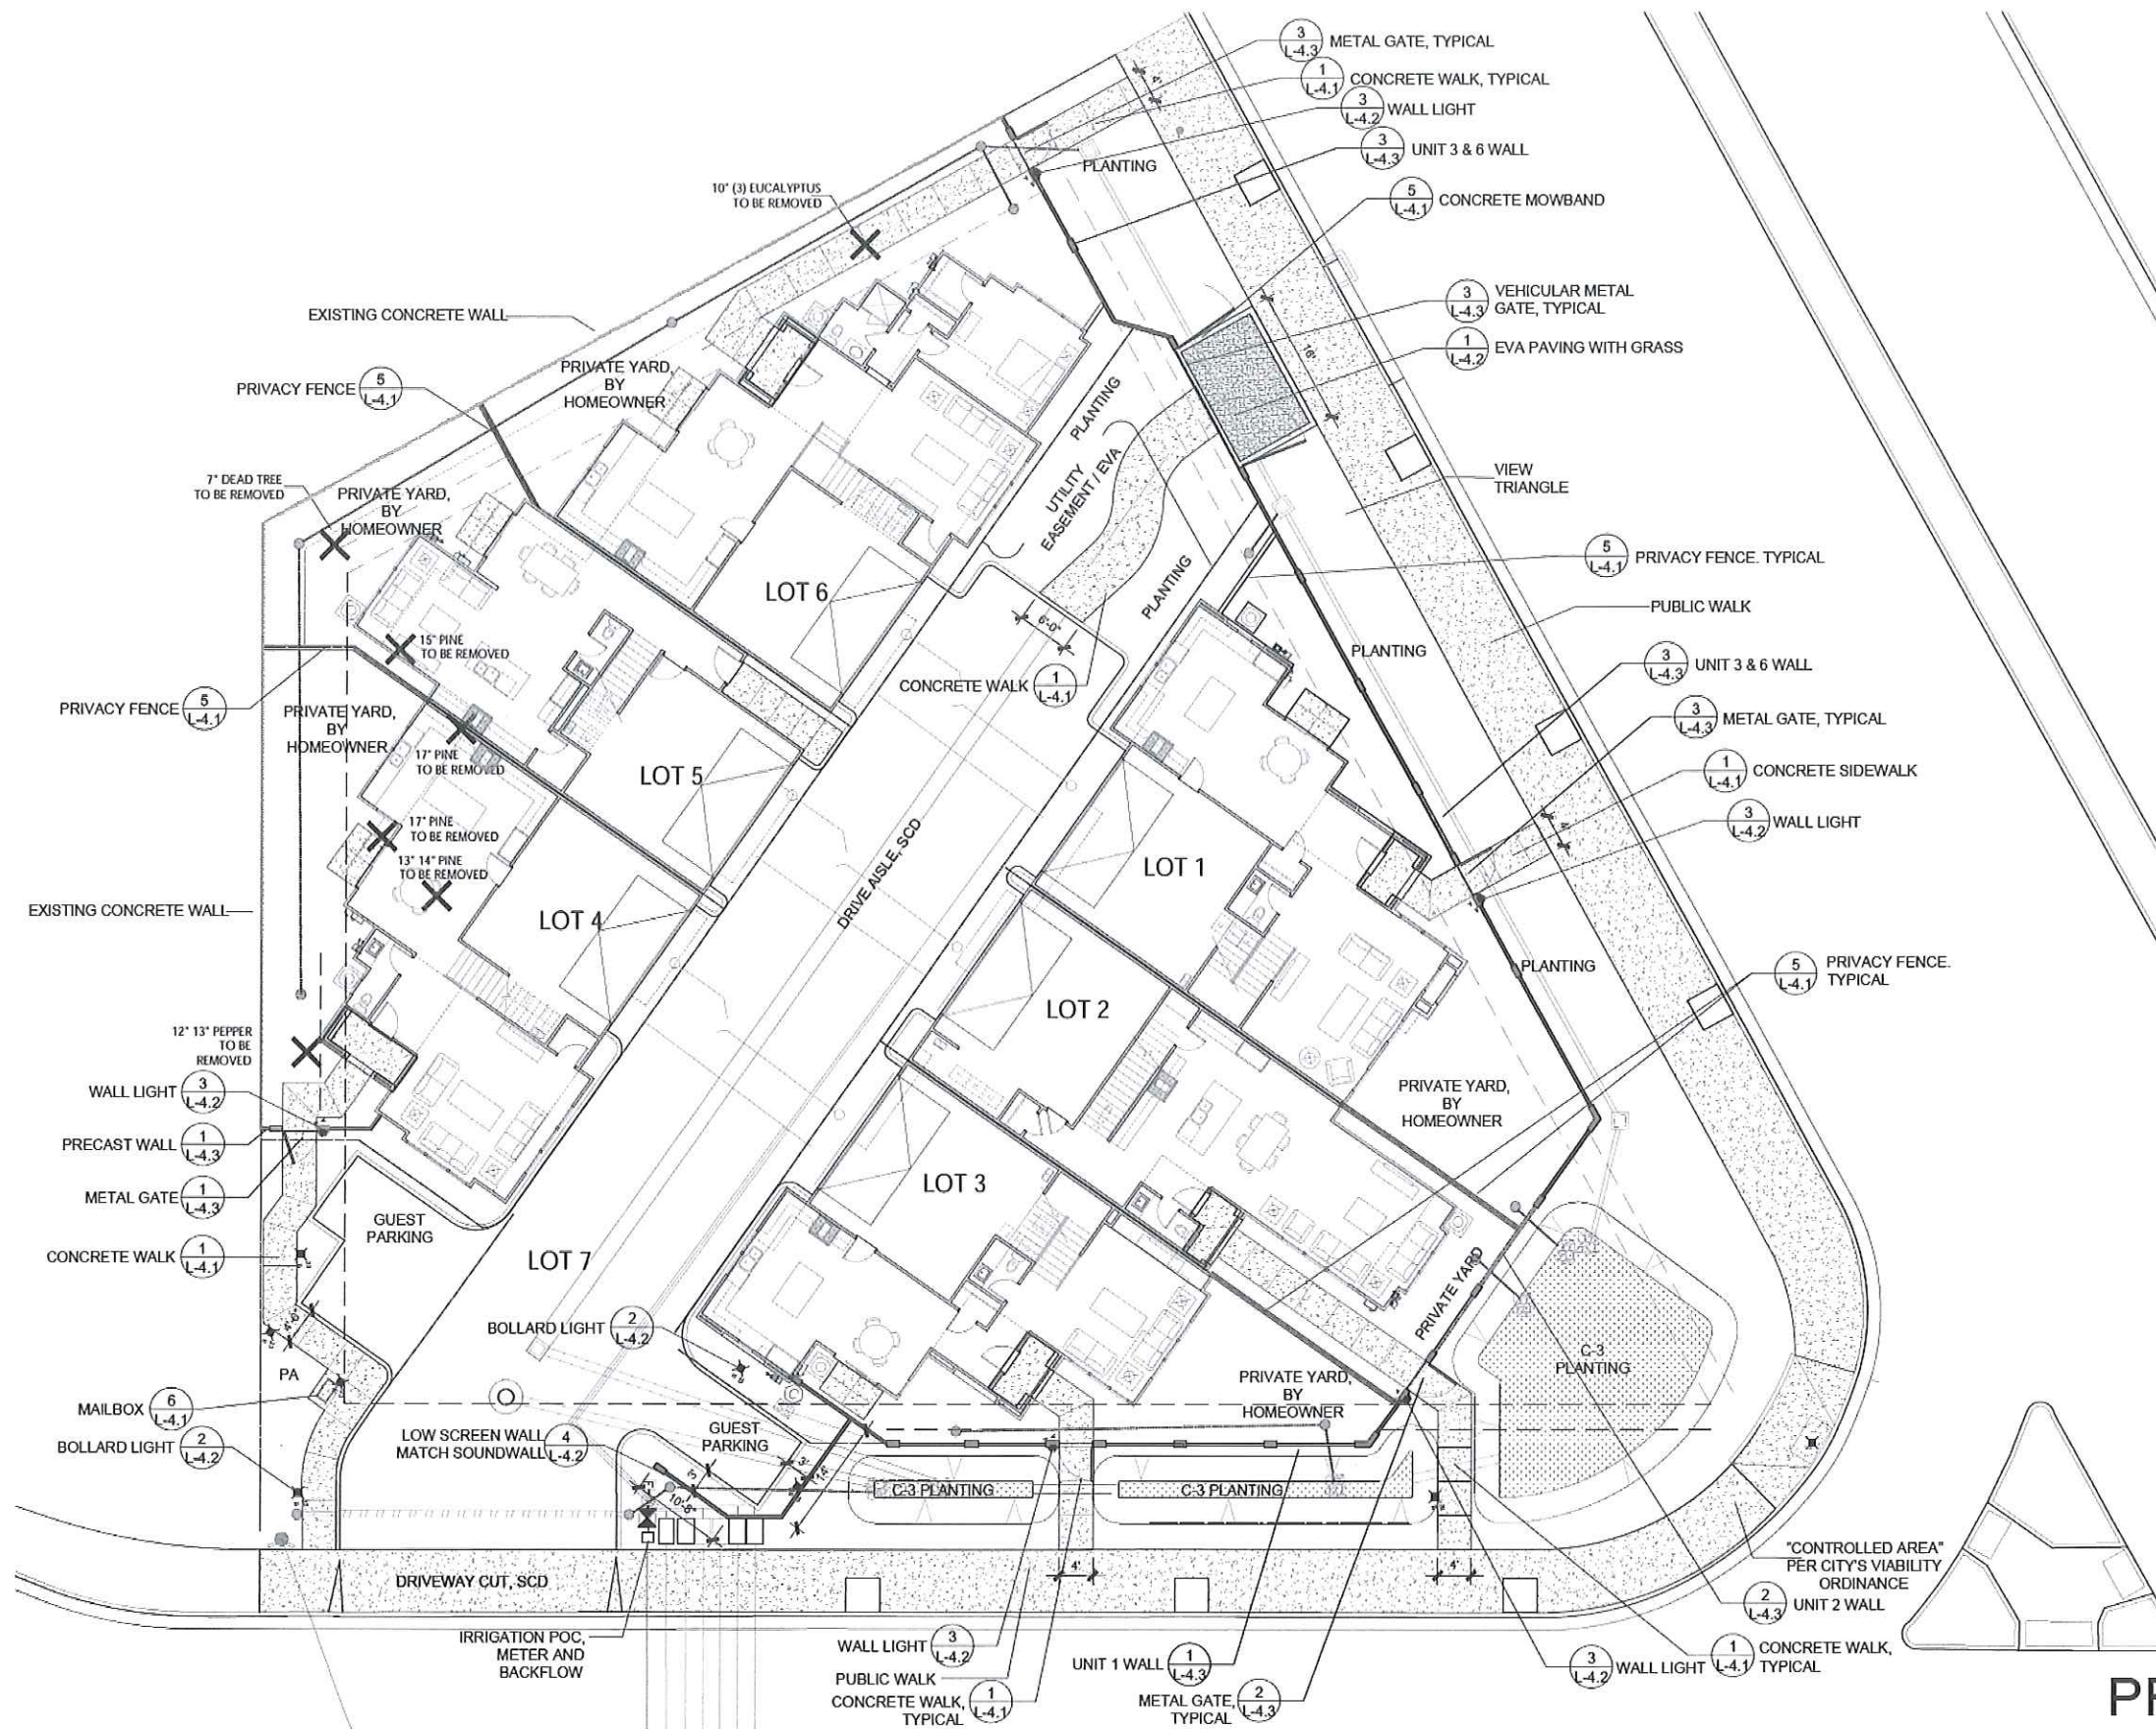 3
L-4.3
METAL GATE, TYPICAL
1
L-4.1
CONCRETE WALK, TYPICAL
3
L-4.2
WALL LIGHT
3
L-4.3
UNIT 3 & 6 WALL
5
L-4.1
CONCRETE MOWBAND
3
L-4.3
VEHICULAR METAL
GATE, TYPICAL
1
L-4.2
EVA PAVING WITH GRASS
VIEW
TRIANGLE
5
L-4.1
PRIVACY FENCE. TYPICAL
PUBLIC WALK
3
L-4.3
UNIT 3 & 6 WALL
3
L-4.3
METAL GATE, TYPICAL
1
L-4.1
CONCRETE SIDEWALK
3
L-4.2
WALL LIGHT
5
L-4.1
PRIVACY FENCE.
TYPICAL
4'
PLANTING
10" (3) EUCALYPTUS
TO BE REMOVED
EXISTING CONCRETE WALL
PRIVACY FENCE
5
L-4.1
PRIVATE YARD,
BY
HOMEOWNER
16'
PLANTING
UTILITY
EASEMENT / EVA
PLANTING
7" DEAD TREE
TO BE REMOVED
PRIVATE YARD,
BY
HOMEOWNER
LOT 6
6'-0"
15" PINE
TO BE REMOVED
PLANTING
CONCRETE WALK
1
L-4.1
PRIVACY FENCE
5
L-4.1
PRIVATE YARD,
BY
HOMEOWNER
17" PINE
TO BE REMOVED
LOT 5
17" PINE
TO BE REMOVED
13" 14" PINE
TO BE REMOVED
DRIVE AISLE, SCD
LOT 1
4'
EXISTING CONCRETE WALL
LOT 4
PLANTING
LOT 2
12" 13" PEPPER
TO BE
REMOVED
WALL LIGHT
3
L-4.2
PRECAST WALL
1
L-4.3
METAL GATE
1
L-4.3
CONCRETE WALK
1
L-4.1
GUEST
PARKING
PRIVATE YARD,
BY
HOMEOWNER
LOT 3
LOT 7
PRIVATE YARD
BOLLARD LIGHT
2
L-4.2
4'-0"
PA
MAILBOX
6
L-4.1
BOLLARD LIGHT
2
L-4.2
C-3
PLANTING
PRIVATE YARD,
BY
HOMEOWNER
LOW SCREEN WALL
MATCH SOUNDWALL
4
L-4.2
GUEST
PARKING
3'
3'
14'
10'-8"
C-3 PLANTING
C-3 PLANTING
DRIVEWAY CUT, SCD
4'
4'
"CONTROLLED AREA"
PER CITY'S VIABILITY
ORDINANCE
2
L-4.3
UNIT 2 WALL
IRRIGATION POC,
METER AND
BACKFLOW
WALL LIGHT
3
L-4.2
PUBLIC WALK
CONCRETE WALK,
TYPICAL
1
L-4.1
UNIT 1 WALL
1
L-4.3
METAL GATE,
TYPICAL
2
L-4.3
3
L-4.2
WALL LIGHT
1
L-4.1
CONCRETE WALK,
TYPICAL